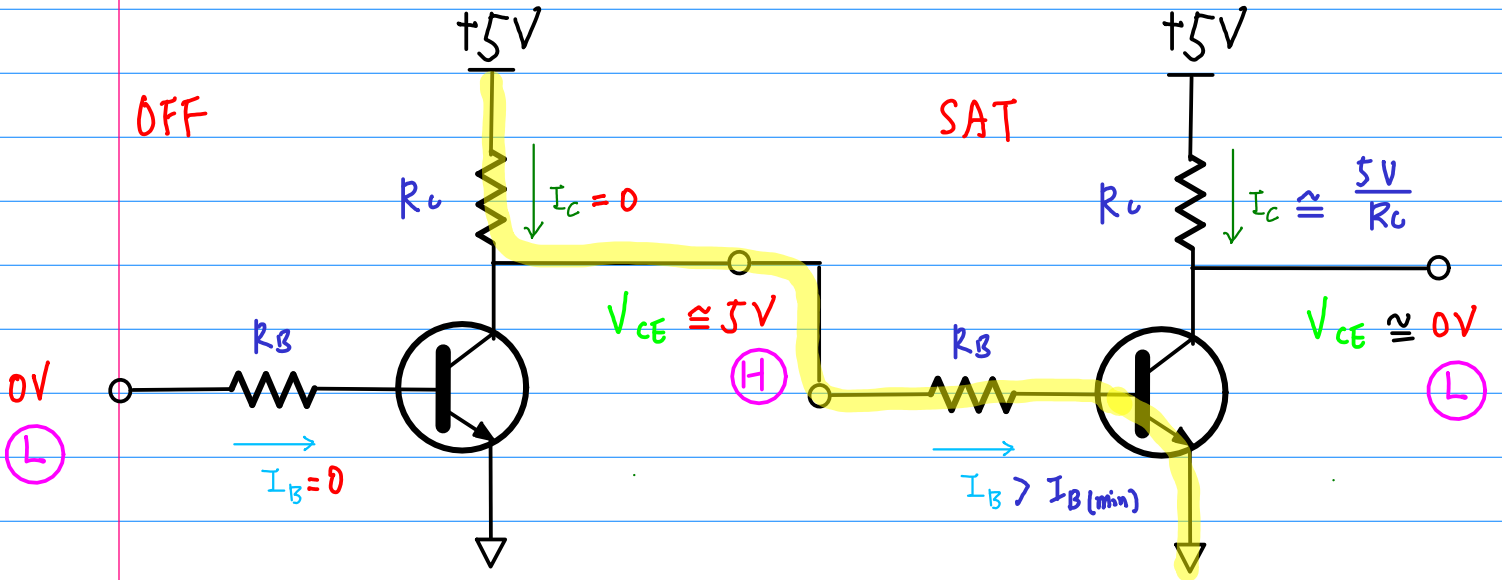 +5V
OFF
Rc
Ic = 0
VCE ≅ 5V
H
RB
0V
L
IB = 0
+5V
SAT
Rc
Ic ≅ 5V/Rc
VCE ≅ 0V
L
RB
IB > IB(min)